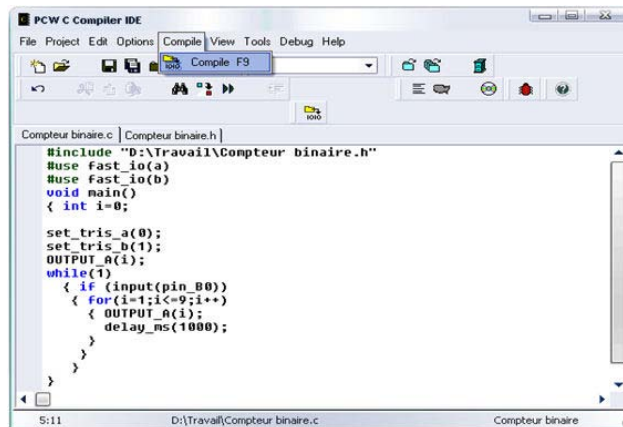 PCW C Compiler IDE
File Project Edit Options Compile View Tools Debug Help
Compile F9
Compteur binaire.c Compteur binaire.h
#include "D:\Travail\Compteur binaire.h"
#use fast_io(a)
#use fast_io(b)
void main()
{ int i=0;
set_tris_a(0);
set_tris_b(1);
OUTPUT_A(i);
while(1)
{ if (input(pin_B0))
{ for(i=1;i<=9;i++)
{ OUTPUT_A(i);
delay_ms(1000);
}
}
}
}
5:11 D:\Travail\Compteur binaire.c Compteur binaire